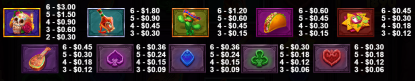 6 - $3.00
5 - $1.50
4 - $0.60
3 - $0.45
6 - $1.80
5 - $0.90
4 - $0.45
3 - $0.30
6 - $1.20
5 - $0.60
4 - $0.30
3 - $0.24
6 - $0.60
5 - $0.45
4 - $0.24
3 - $0.18
6 - $0.45
5 - $0.30
4 - $0.18
3 - $0.12
6 - $0.45
5 - $0.30
4 - $0.18
3 - $0.12
6 - $0.36
5 - $0.24
4 - $0.12
3 - $0.09
6 - $0.36
5 - $0.24
4 - $0.12
3 - $0.09
6 - $0.30
5 - $0.18
4 - $0.12
3 - $0.06
6 - $0.30
5 - $0.18
4 - $0.12
3 - $0.06